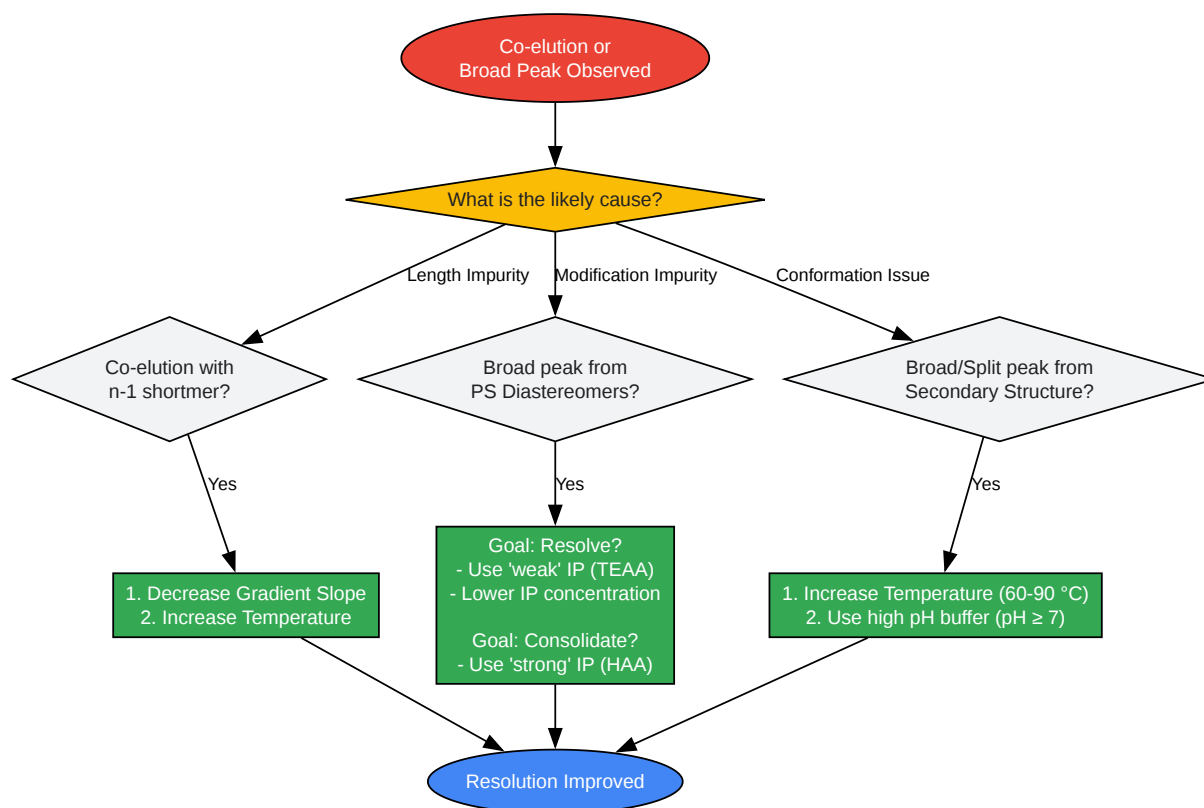 Co-elution or
Broad Peak Observed
What is the likely cause?
Length Impurity
Modification Impurity
Conformation Issue
Co-elution with
n-1 shortmer?
Broad peak from
PS Diastereomers?
Broad/Split peak from
Secondary Structure?
Yes
Yes
Yes
1. Decrease Gradient Slope
2. Increase Temperature
Goal: Resolve?
- Use 'weak' IP (TEAA)
- Lower IP concentration
Goal: Consolidate?
- Use 'strong' IP (HAA)
1. Increase Temperature (60-90 °C)
2. Use high pH buffer (pH ≥ 7)
Resolution Improved